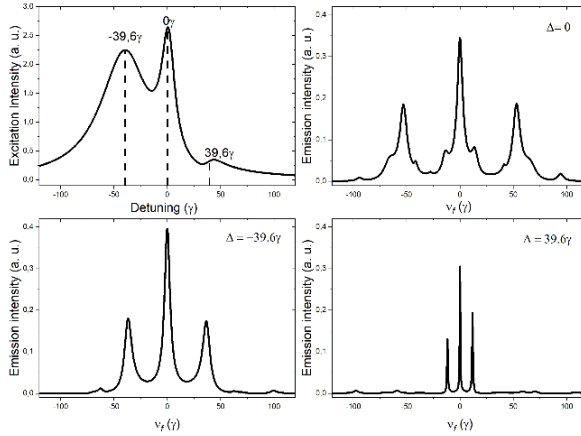 Excitation intensity (a. u.)
3.0
2.5
2.0
1.5
1.0
0.5
0.0
-39,6γ
0γ
39,6γ
-100 -50 0 50 100
Detuning (γ)
Emission intensity (a. u.)
0,4
0,3
0,2
0,1
0,0
Δ= 0
-100 -50 0 50 100
ν_f (γ)
Emission intensity (a. u.)
0,4
0,3
0,2
0,1
0,0
Δ = −39.6γ
-100 -50 0 50 100
ν_f (γ)
Emission intensity (a. u.)
0,4
0,3
0,2
0,1
0,0
Δ 39.6γ
-100 -50 0 50 100
ν_f (γ)